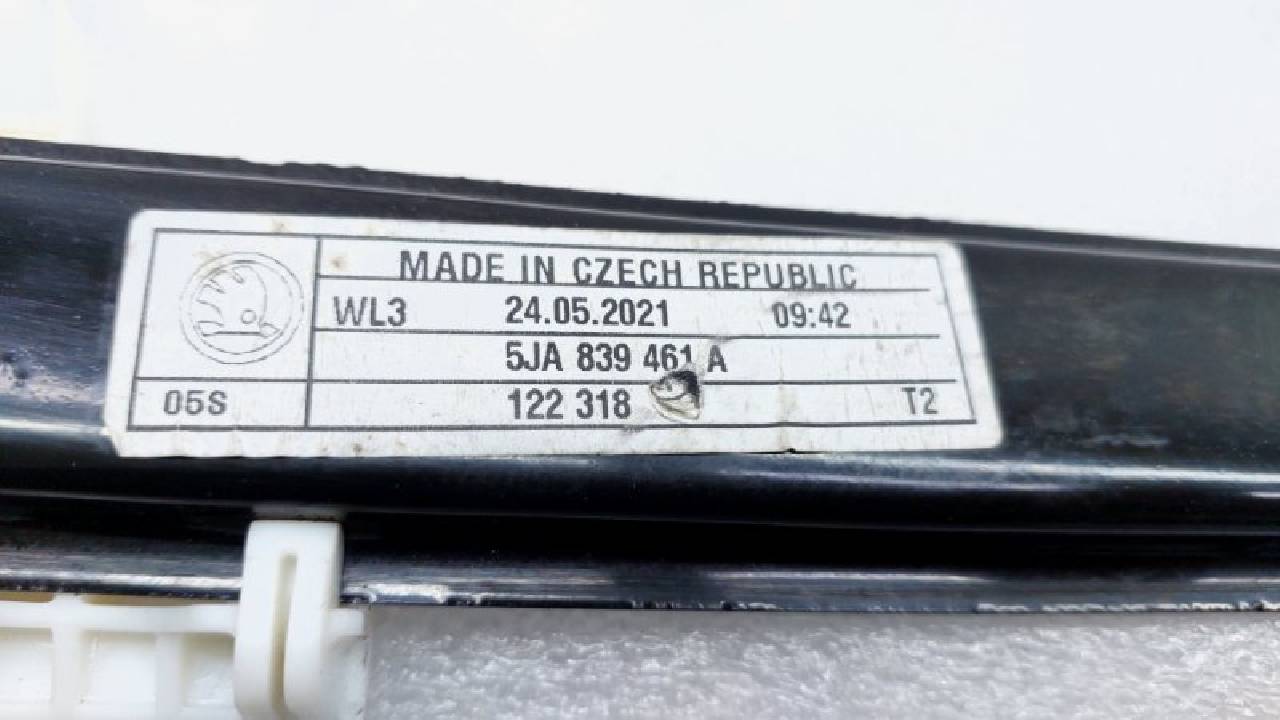 MADE IN CZECH REPUBLIC
WL3 24.05.2021 09:42
5JA 839 461 A
05S 122 318 T2